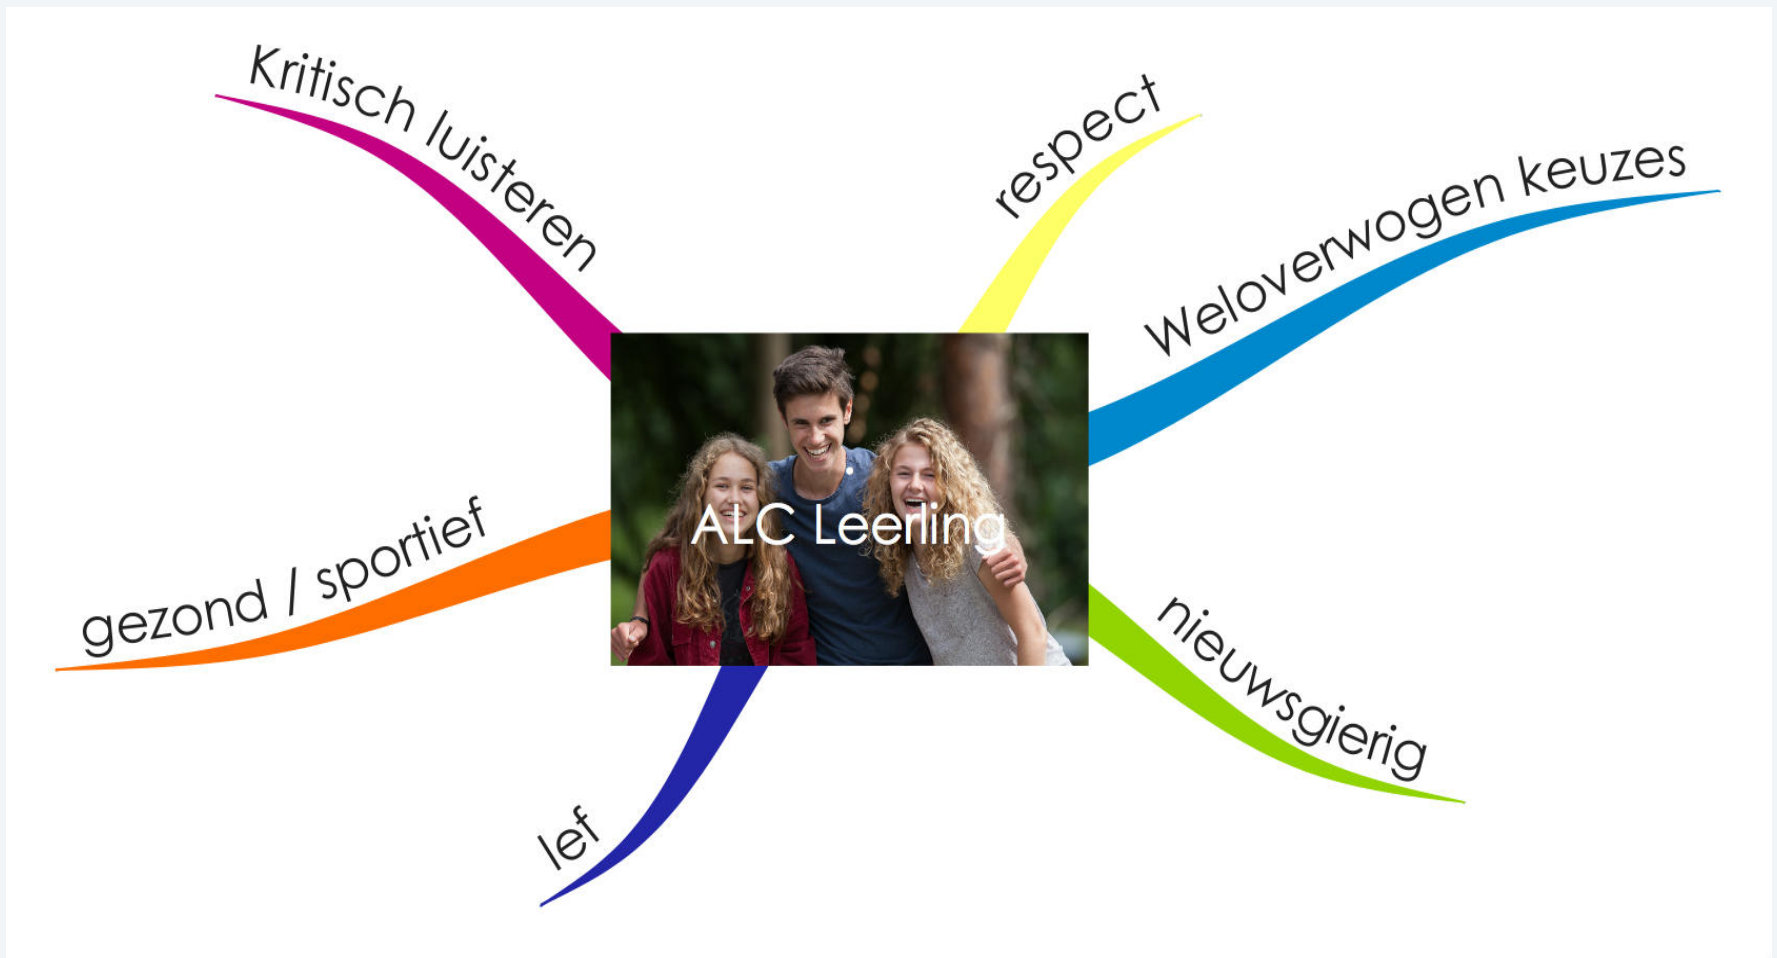 Kritisch luisteren
respect
Weloverwogen keuzes
ALC Leerling
gezond / sportief
nieuwsgierig
lef